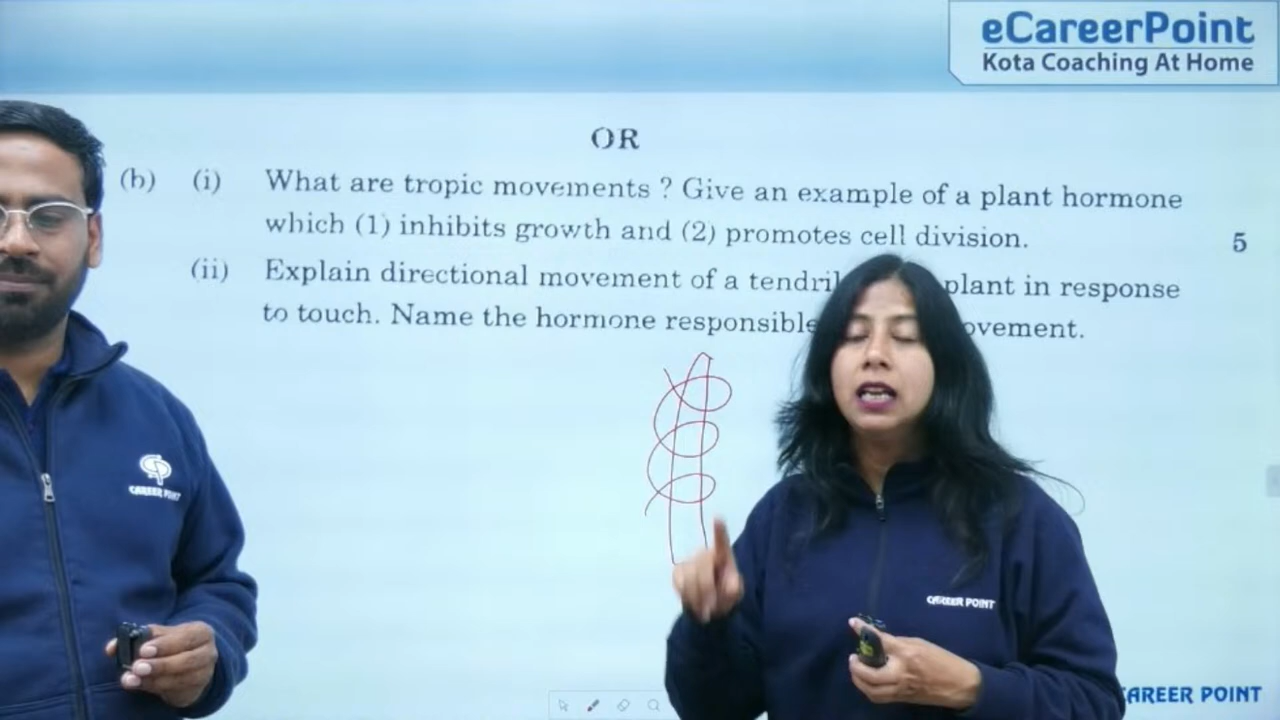 eCareerPoint
Kota Coaching At Home
OR
(b) (i) What are tropic movements ? Give an example of a plant hormone
which (1) inhibits growth and (2) promotes cell division. 5
(ii) Explain directional movement of a tendril plant in response
to touch. Name the hormone responsible ovement.
CAREER POINT
CAREER POINT
CAREER POINT